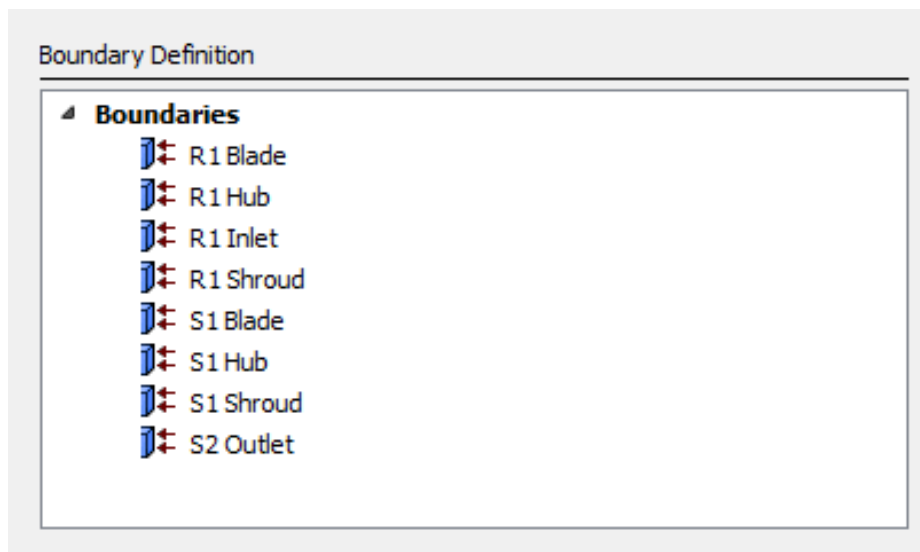 Boundary Definition
Boundaries
R1 Blade
R1 Hub
R1 Inlet
R1 Shroud
S1 Blade
S1 Hub
S1 Shroud
S2 Outlet